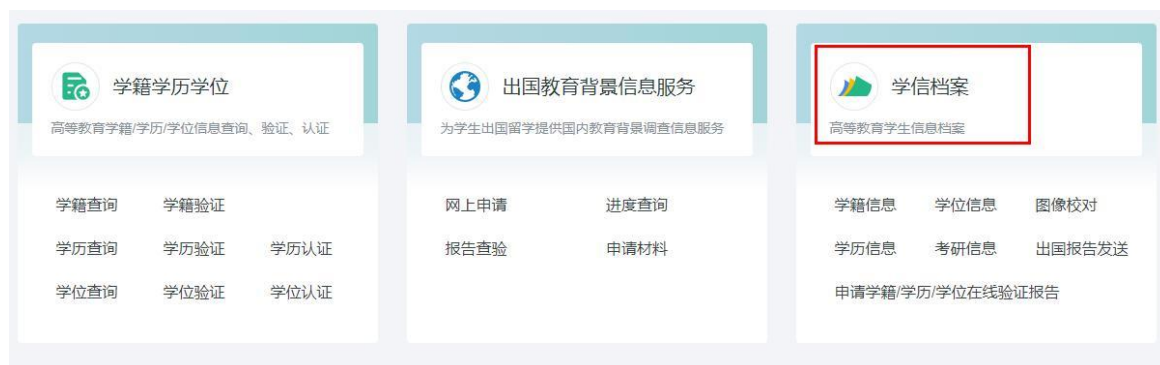 学籍学历学位
高等教育学籍/学历/学位信息查询、验证、认证
学籍查询 学籍验证
学历查询 学历验证 学历认证
学位查询 学位验证 学位认证
出国教育背景信息服务
为学生出国留学提供国内教育背景调查信息服务
网上申请 进度查询
报告查验 申请材料
学信档案
高等教育学生信息档案
学籍信息 学位信息 图像校对
学历信息 考研信息 出国报告发送
申请学籍/学历/学位在线验证报告